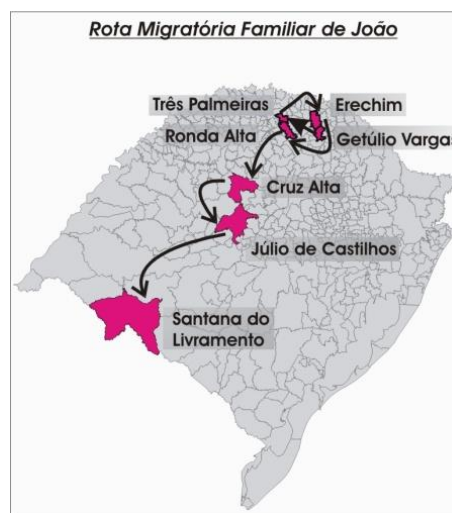 Rota Migratória Familiar de João
Três Palmeiras
Erechim
Ronda Alta
Getúlio Vargas
Cruz Alta
Júlio de Castilhos
Santana do
Livramento